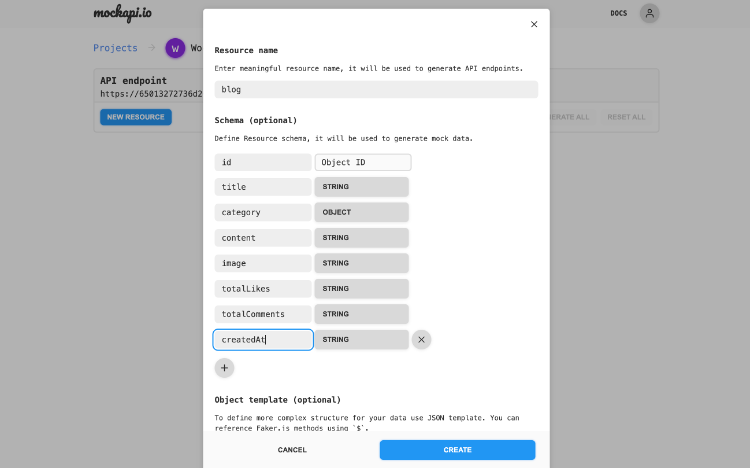 mockapi.io
DOCS
Projects
W
Wo
API endpoint
https://65013272736d2
NEW RESOURCE
ERATE ALL
RESET ALL
Resource name
Enter meaningful resource name, it will be used to generate API endpoints.
blog
Schema (optional)
Define Resource schema, it will be used to generate mock data.
id
Object ID
title
STRING
category
OBJECT
content
STRING
image
STRING
totalLikes
STRING
totalComments
STRING
createdAt
STRING
Object template (optional)
To define more complex structure for your data use JSON template. You can
reference Faker.js methods using `$`.
CANCEL
CREATE